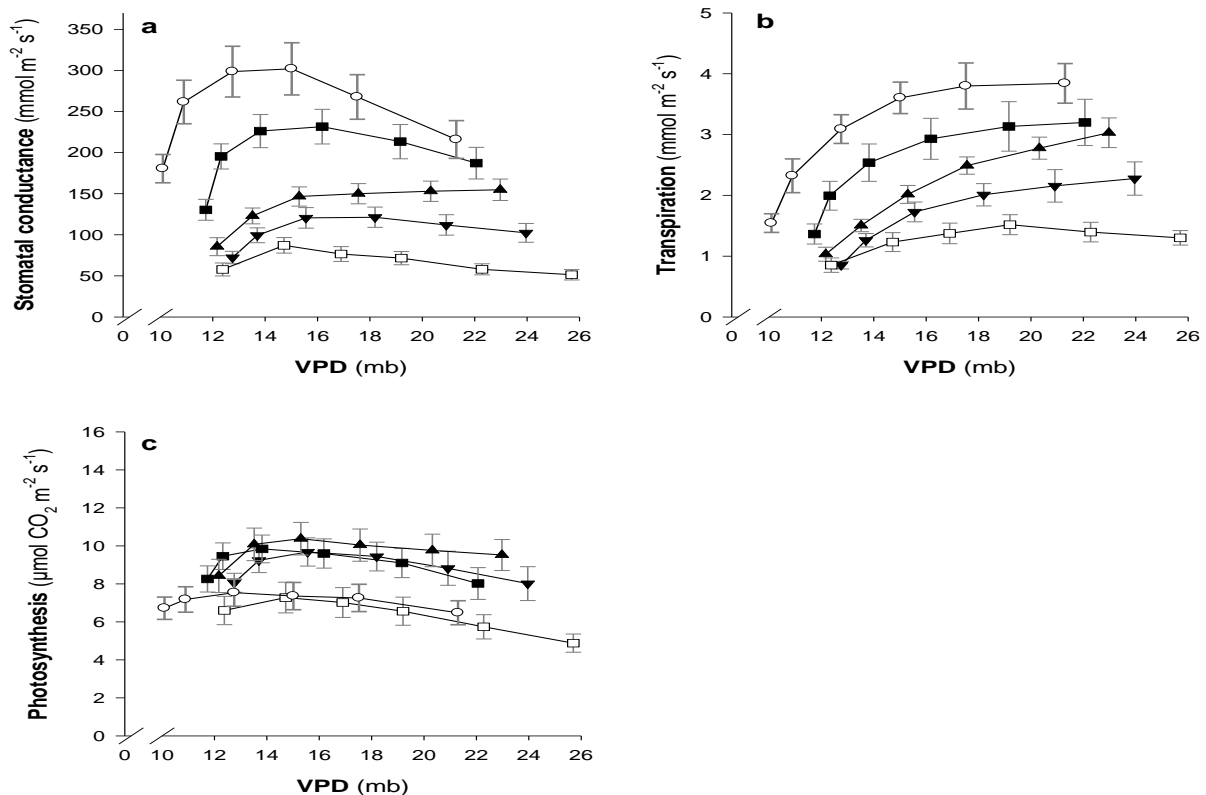 a
Stomatal conductance (mmol m-2 s-1)
350
300
250
200
150
100
50
0
0 10 12 14 16 18 20 22 24 26
VPD (mb)
b
Transpiration (mmol m-2 s-1)
5
4
3
2
1
0
0 10 12 14 16 18 20 22 24 26
VPD (mb)
c
Photosynthesis (µmol CO2 m-2 s-1)
16
14
12
10
8
6
4
2
0
0 10 12 14 16 18 20 22 24 26
VPD (mb)